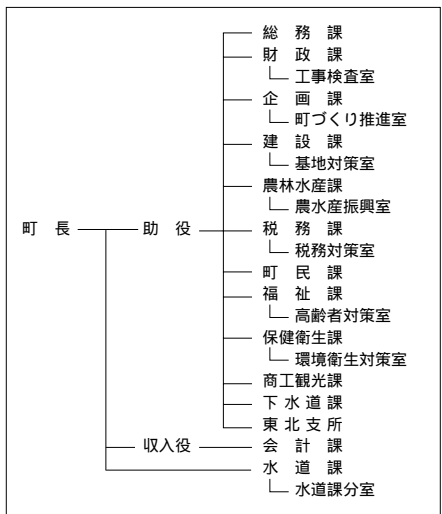 総務課
財政課
工事検査室
企画課
町づくり推進室
建設課
基地対策室
農林水産課
農水産振興室
町長 助役 税務課
税務対策室
町民課
福祉課
高齢者対策室
保健衛生課
環境衛生対策室
商工観光課
下水道課
東北支所
収入役 会計課
水道課
水道課分室